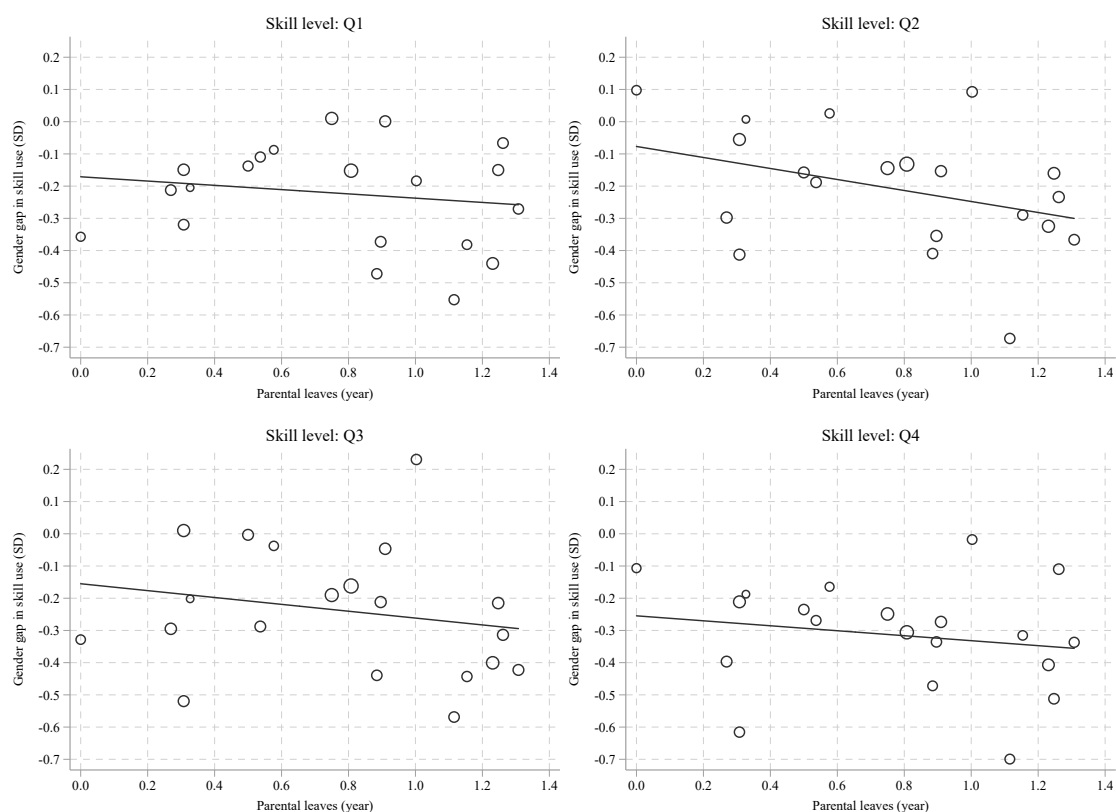 Skill level: Q1
Gender gap in skill use (SD)
0.2
0.1
0.0
-0.1
-0.2
-0.3
-0.4
-0.5
-0.6
-0.7
0.0 0.2 0.4 0.6 0.8 1.0 1.2 1.4
Parental leaves (year)
Skill level: Q2
Gender gap in skill use (SD)
0.2
0.1
0.0
-0.1
-0.2
-0.3
-0.4
-0.5
-0.6
-0.7
0.0 0.2 0.4 0.6 0.8 1.0 1.2 1.4
Parental leaves (year)
Skill level: Q3
Gender gap in skill use (SD)
0.2
0.1
0.0
-0.1
-0.2
-0.3
-0.4
-0.5
-0.6
-0.7
0.0 0.2 0.4 0.6 0.8 1.0 1.2 1.4
Parental leaves (year)
Skill level: Q4
Gender gap in skill use (SD)
0.2
0.1
0.0
-0.1
-0.2
-0.3
-0.4
-0.5
-0.6
-0.7
0.0 0.2 0.4 0.6 0.8 1.0 1.2 1.4
Parental leaves (year)